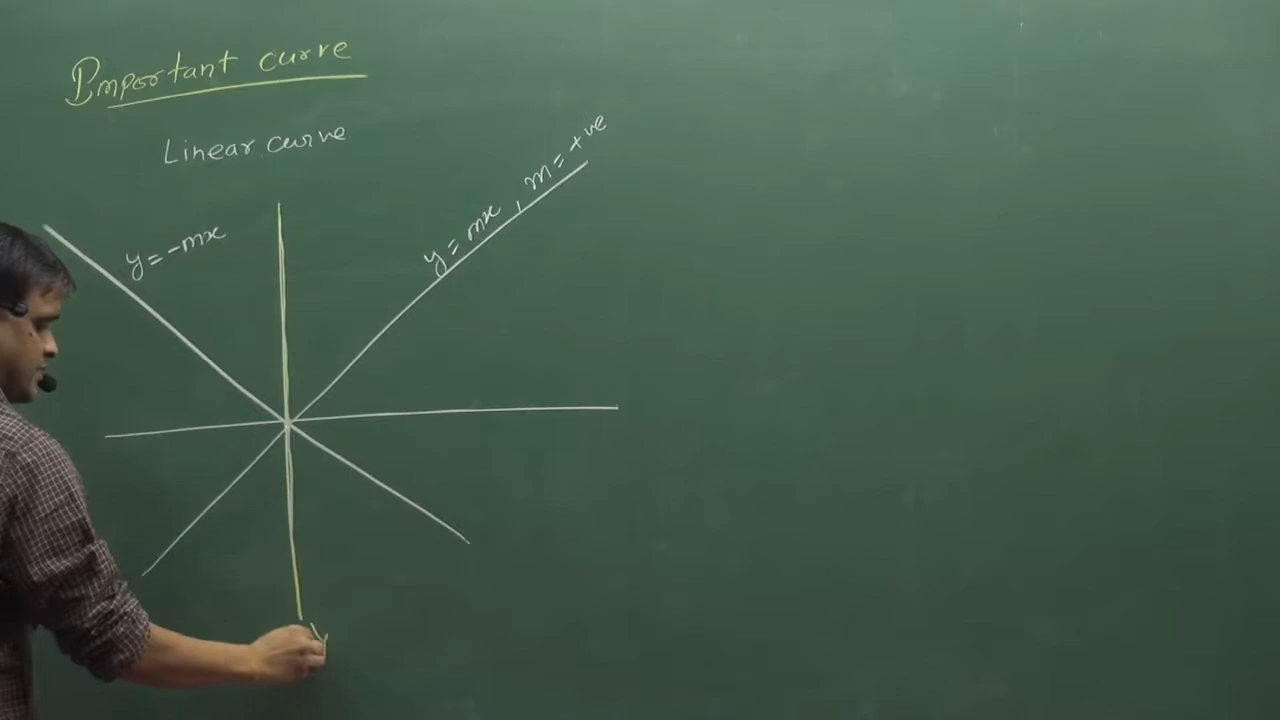 Important curve
Linear curve
y = mx , m = +ve
y = -mx
y